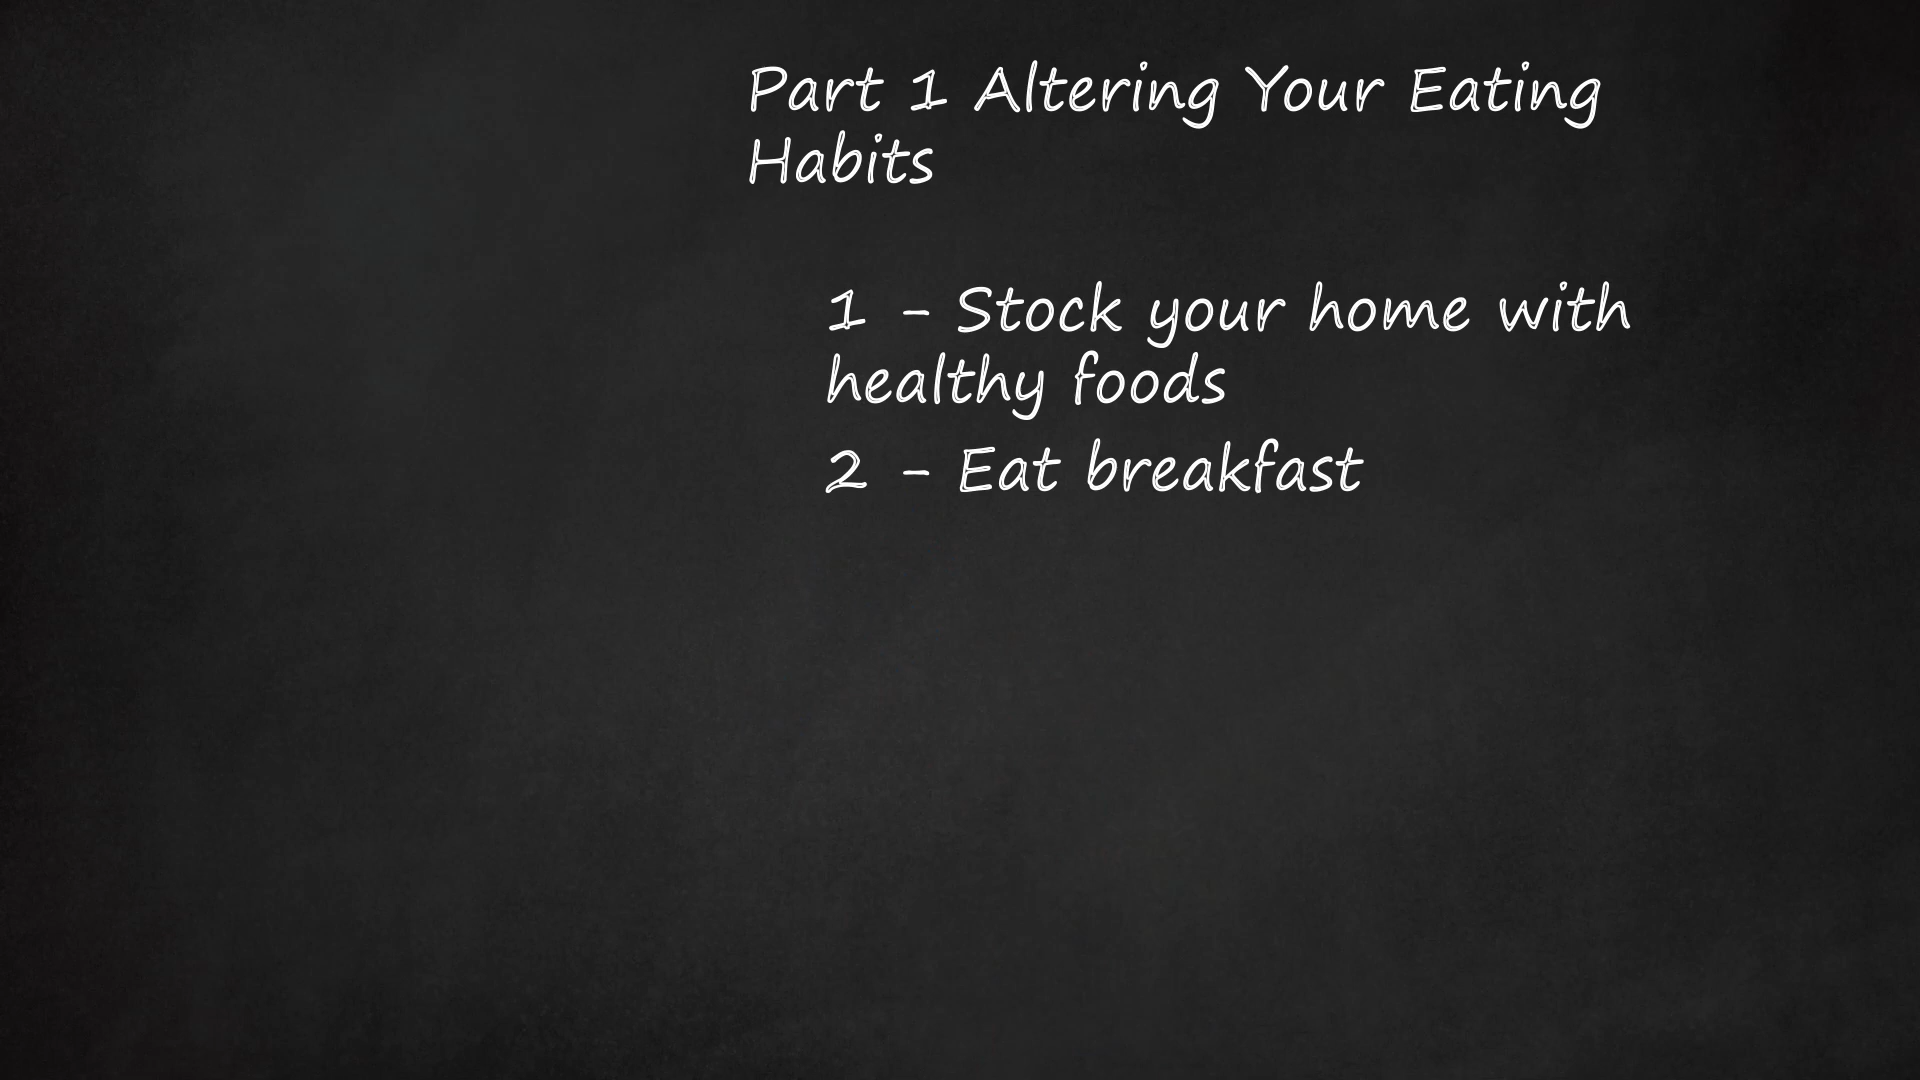 Part 1 Altering Your Eating
Habits
1 - Stock your home with
healthy foods
2 - Eat breakfast